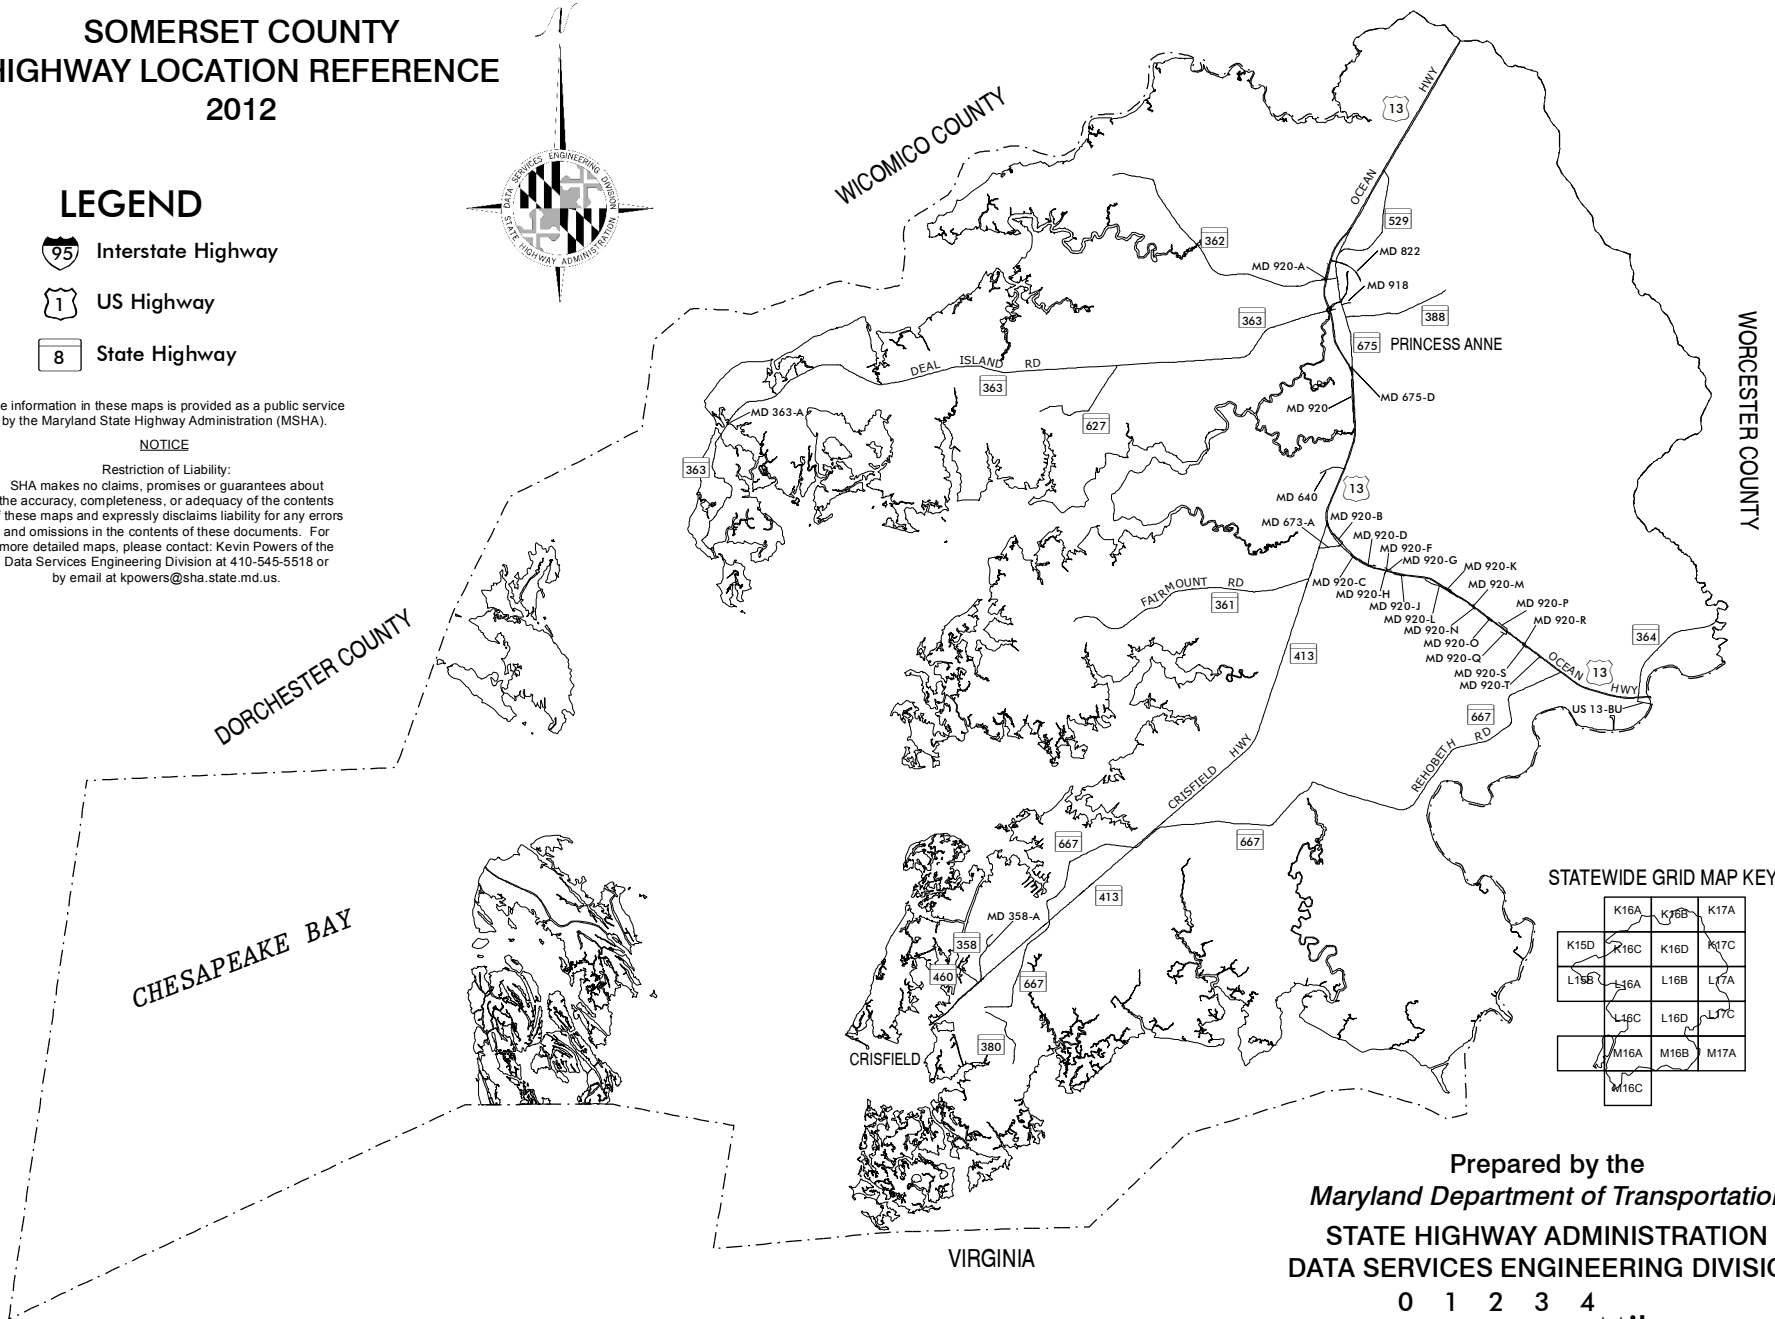 SOMERSET COUNTY
HIGHWAY LOCATION REFERENCE
2012
LEGEND
95 Interstate Highway
1 US Highway
8 State Highway
e information in these maps is provided as a public service
by the Maryland State Highway Administration (MSHA).
NOTICE
Restriction of Liability:
SHA makes no claims, promises or guarantees about
the accuracy, completeness, or adequacy of the contents
f these maps and expressly disclaims liability for any errors
and omissions in the contents of these documents. For
more detailed maps, please contact: Kevin Powers of the
Data Services Engineering Division at 410-545-5518 or
by email at kpowers@sha.state.md.us.
DATA SERVICES ENGINEERING DIVISION
STATE HIGHWAY ADMINISTRATION
WICOMICO COUNTY
DORCHESTER COUNTY
CHESAPEAKE BAY
WORCESTER COUNTY
VIRGINIA
13
OCEAN HWY
529
362
MD 822
MD 920-A
MD 918
363
388
675 PRINCESS ANNE
DEAL ISLAND RD
363
MD 363-A
627
MD 920
MD 675-D
363
MD 640
13
MD 673-A
MD 920-B
MD 920-D
MD 920-F
MD 920-G
MD 920-K
MD 920-C
MD 920-H
MD 920-M
MD 920-J
MD 920-L
MD 920-P
MD 920-N
MD 920-R
MD 920-O
MD 920-Q
MD 920-S
MD 920-T
FAIRMOUNT RD
361
413
364
OCEAN HWY
13
US 13-BU
667
REHOBETH RD
CRISFIELD HWY
667
667
413
MD 358-A
358
460
667
380
CRISFIELD
STATEWIDE GRID MAP KEY
K16A K16B K17A
K15D K16C K16D K17C
L15B L16A L16B L17A
L16C L16D L17C
M16A M16B M17A
M16C
Prepared by the
Maryland Department of Transportation
STATE HIGHWAY ADMINISTRATION
DATA SERVICES ENGINEERING DIVISIO
0 1 2 3 4